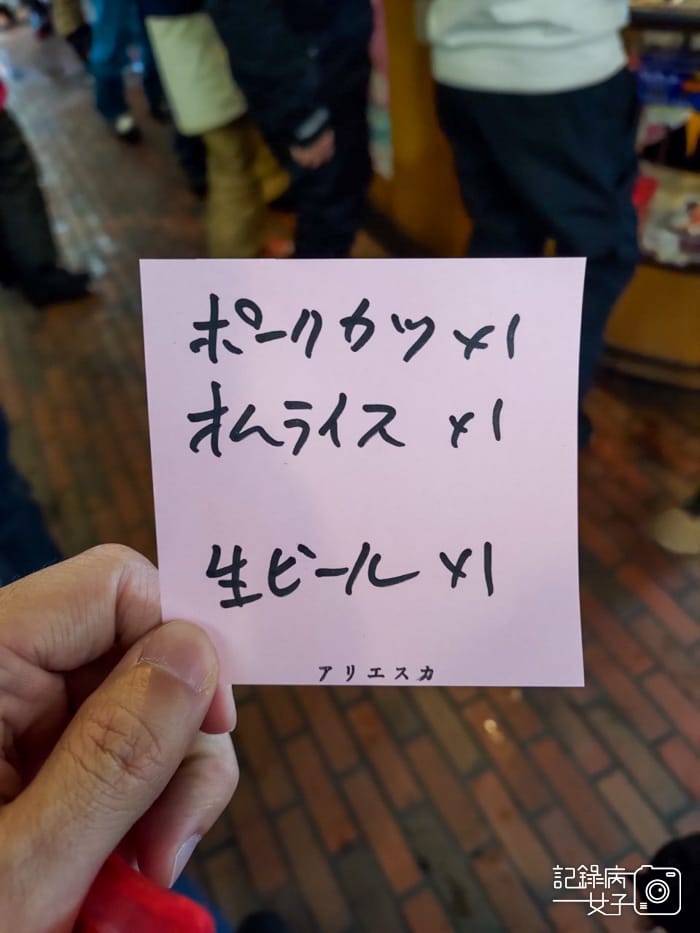 ポークカツ×1
オムライス ×1
生ビール ×1
アリエスカ
記録病
女子